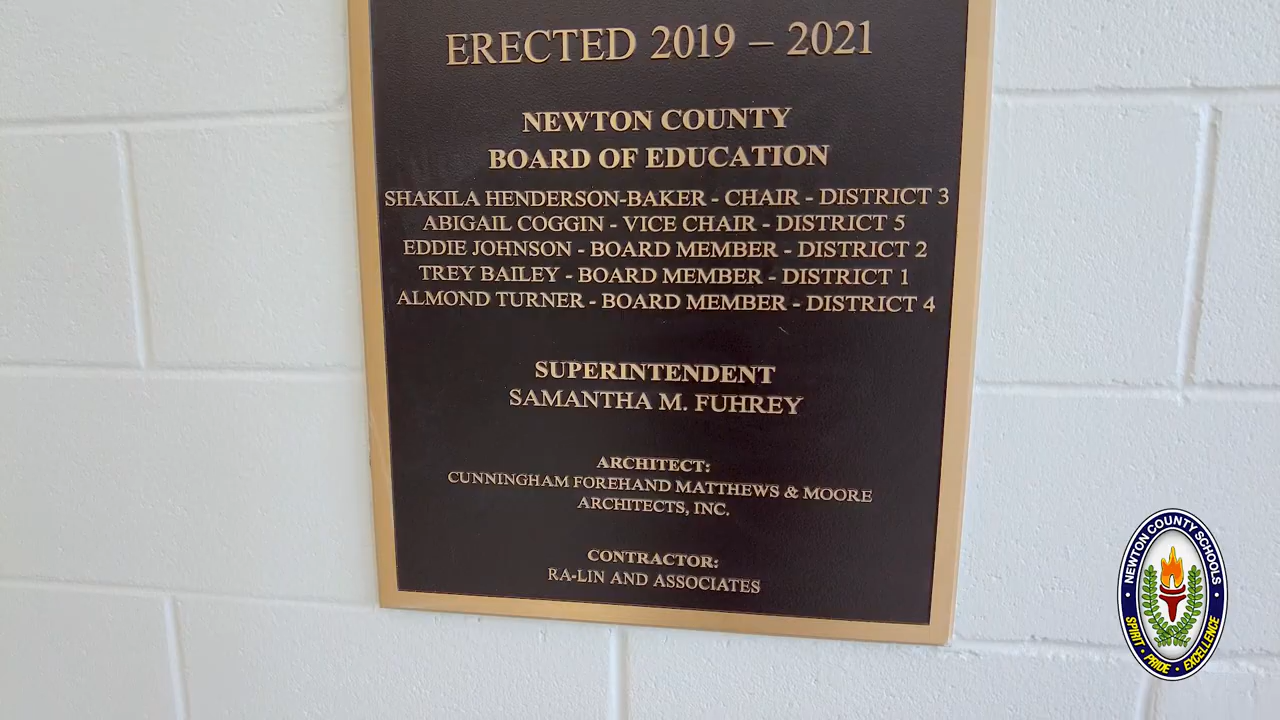 ERECTED 2019 – 2021
NEWTON COUNTY
BOARD OF EDUCATION
SHAKILA HENDERSON-BAKER - CHAIR - DISTRICT 3
ABIGAIL COGGIN - VICE CHAIR - DISTRICT 5
EDDIE JOHNSON - BOARD MEMBER - DISTRICT 2
TREY BAILEY - BOARD MEMBER - DISTRICT 1
ALMOND TURNER - BOARD MEMBER - DISTRICT 4
SUPERINTENDENT
SAMANTHA M. FUHREY
ARCHITECT:
CUNNINGHAM FOREHAND MATTHEWS & MOORE
ARCHITECTS, INC.
CONTRACTOR:
RA-LIN AND ASSOCIATES
NEWTON COUNTY SCHOOLS
SPIRIT • PRIDE • EXCELLENCE